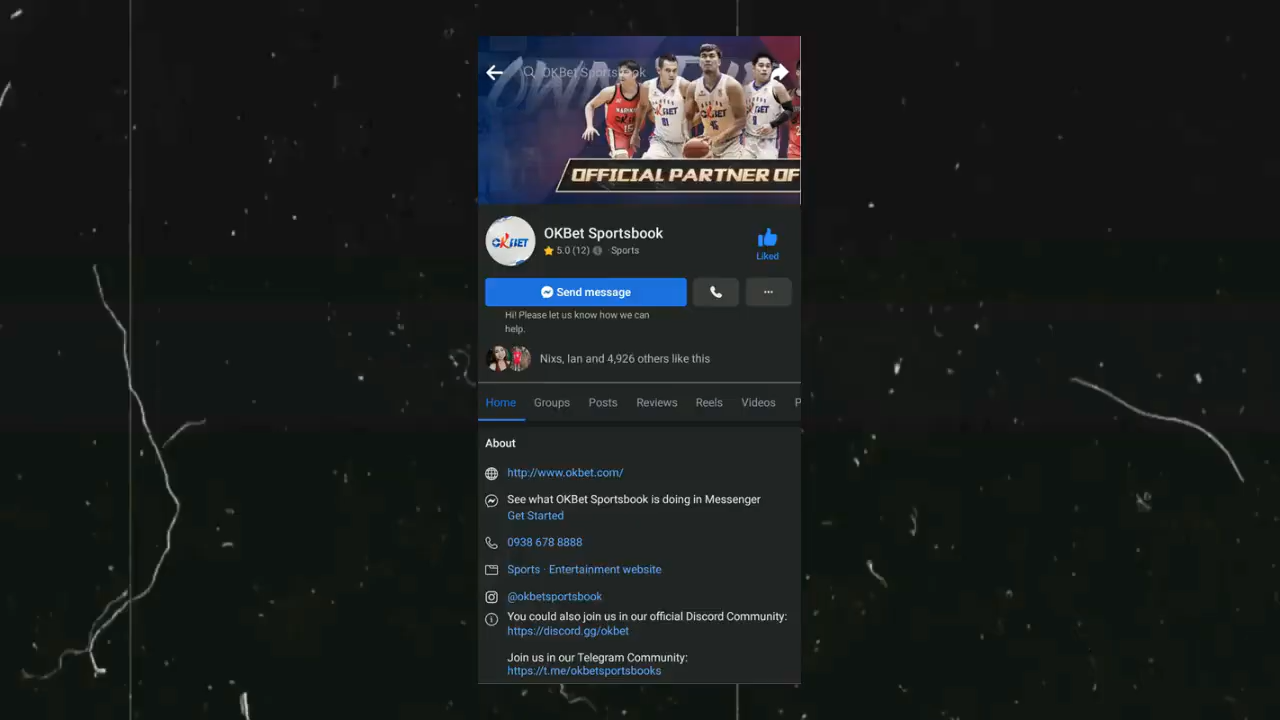 OKBet Sportsbook
OFFICIAL PARTNER OF
OKBET
OKBet Sportsbook
5.0 (12) · Sports
Liked
Send message
Hi! Please let us know how we can
help.
Nixs, Ian and 4,926 others like this
Home Groups Posts Reviews Reels Videos P
About
http://www.okbet.com/
See what OKBet Sportsbook is doing in Messenger
Get Started
0938 678 8888
Sports · Entertainment website
@okbetsportsbook
You could also join us in our official Discord Community:
https://discord.gg/okbet
Join us in our Telegram Community:
https://t.me/okbetsportsbooks